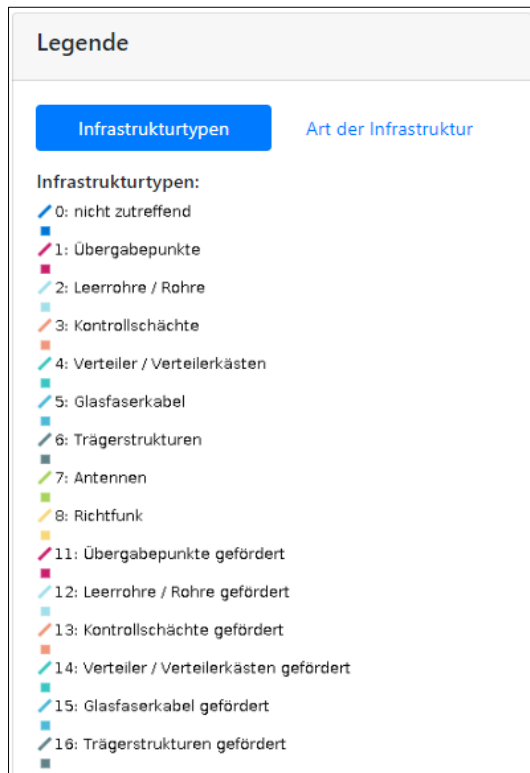 Legende
Infrastrukturtypen Art der Infrastruktur
Infrastrukturtypen:
0: nicht zutreffend
1: Übergabepunkte
2: Leerrohre / Rohre
3: Kontrollschächte
4: Verteiler / Verteilerkästen
5: Glasfaserkabel
6: Trägerstrukturen
7: Antennen
8: Richtfunk
11: Übergabepunkte gefördert
12: Leerrohre / Rohre gefördert
13: Kontrollschächte gefördert
14: Verteiler / Verteilerkästen gefördert
15: Glasfaserkabel gefördert
16: Trägerstrukturen gefördert